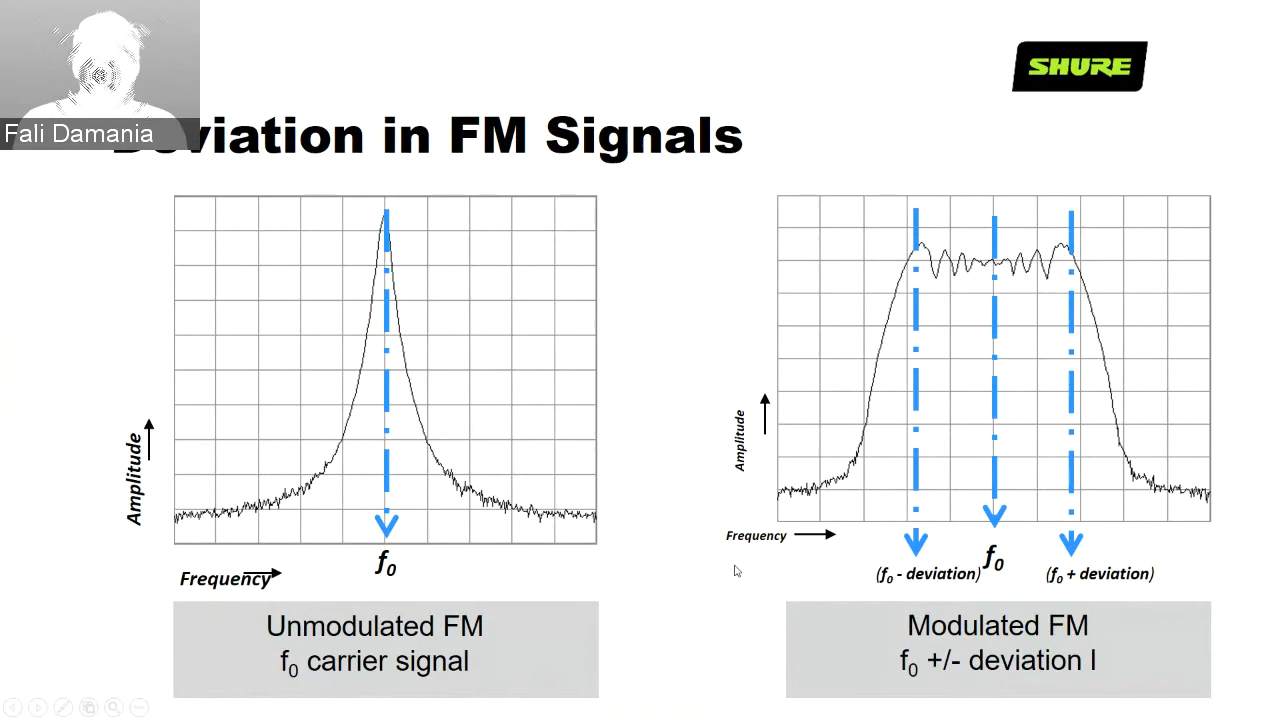 SHURE
Fali Damania
viation in FM Signals
Amplitude
f0
Frequency
Unmodulated FM
f0 carrier signal
Amplitude
Frequency
f0
(f0 - deviation)
(f0 + deviation)
Modulated FM
f0 +/- deviation l